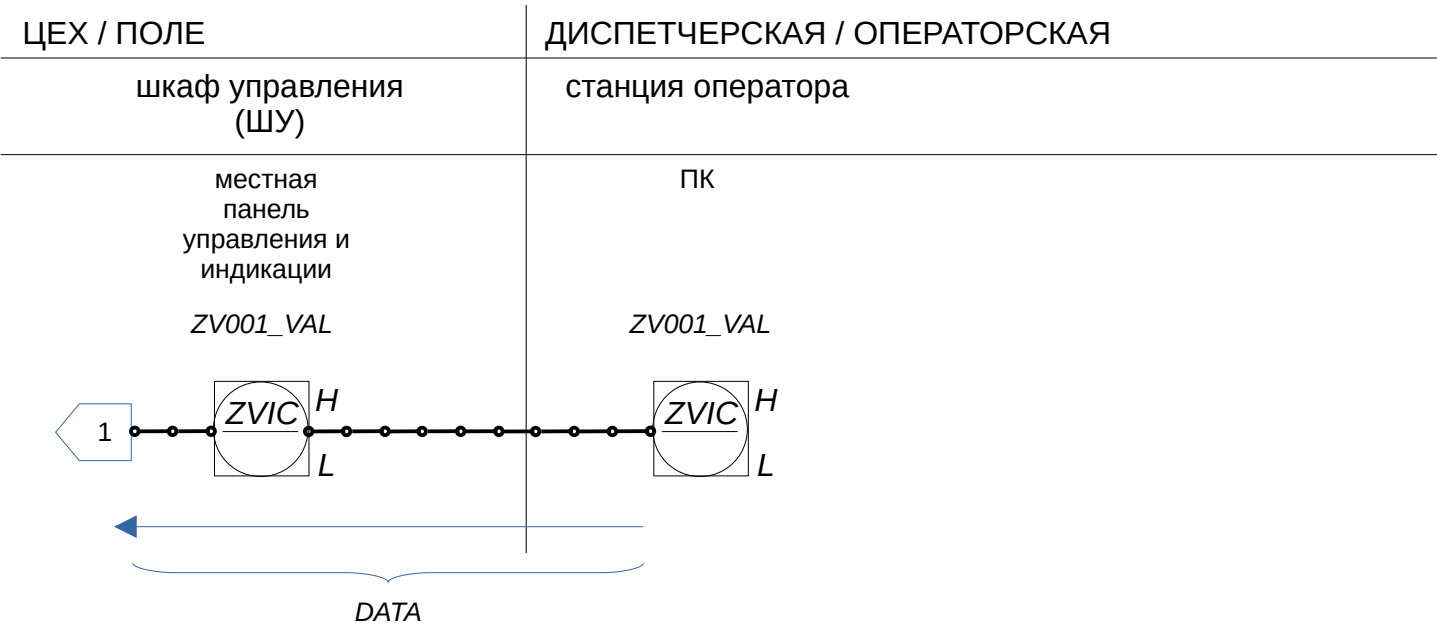 ЦЕХ / ПОЛЕ
ДИСПЕТЧЕРСКАЯ / ОПЕРАТОРСКАЯ
шкаф управления
(ШУ)
станция оператора
местная
панель
управления и
индикации
ПК
ZV001_VAL
ZV001_VAL
1
ZVIC
H
L
ZVIC
H
L
DATA